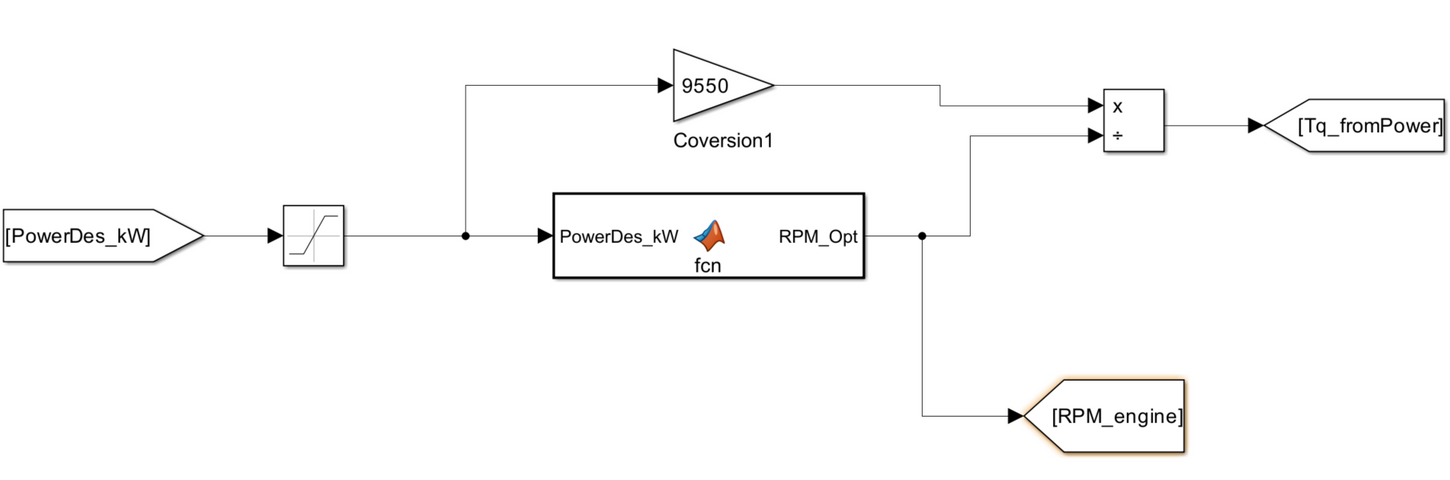 9550
Coversion1
x
÷
[Tq_fromPower]
[PowerDes_kW]
PowerDes_kW
fcn
RPM_Opt
[RPM_engine]